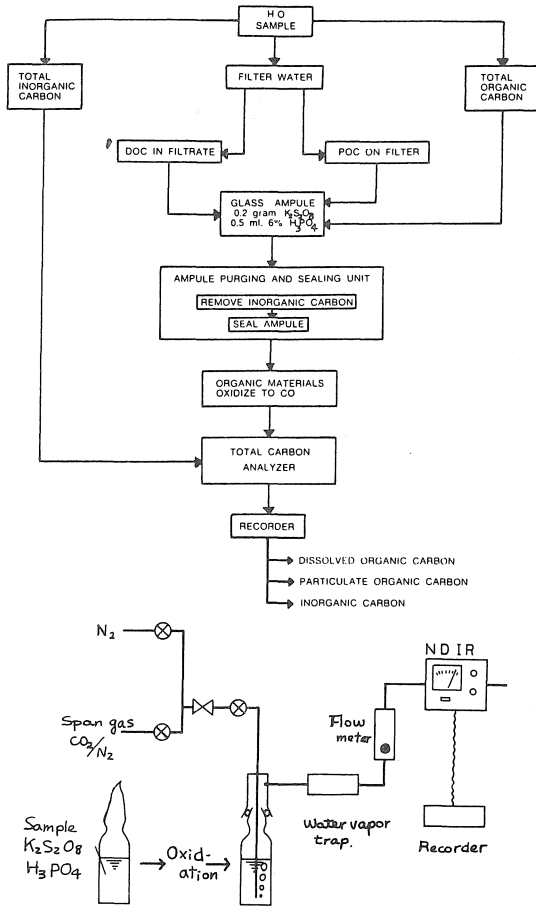 H O
SAMPLE
TOTAL
INORGANIC
CARBON
FILTER WATER
TOTAL
ORGANIC
CARBON
DOC IN FILTRATE
POC ON FILTER
GLASS AMPULE
0.2 gram K₂S₂O₈
0.5 ml. 6% H₃PO₄
AMPULE PURGING AND SEALING UNIT
REMOVE INORGANIC CARBON
SEAL AMPULE
ORGANIC MATERIALS
OXIDIZE TO CO
TOTAL CARBON
ANALYZER
RECORDER
DISSOLVED ORGANIC CARBON
PARTICULATE ORGANIC CARBON
INORGANIC CARBON
N₂
Span gas
CO₂/N₂
NDIR
Flow
meter
Water vapor
trap.
Recorder
Sample
K₂S₂O₈
H₃PO₄
Oxid-
ation